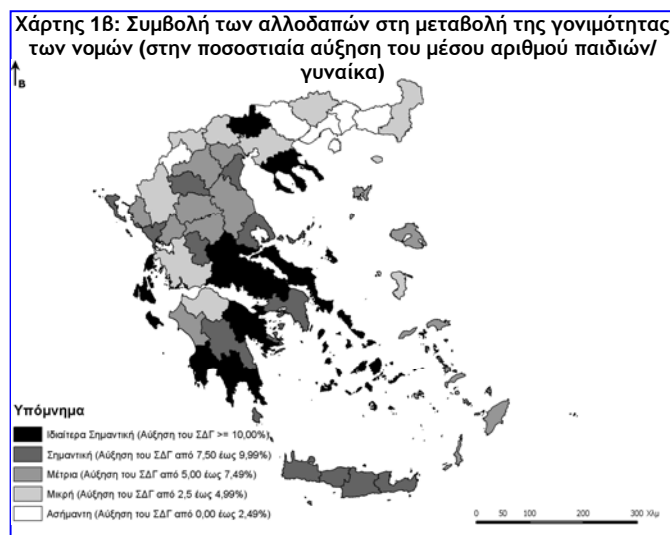 Χάρτης 1β: Συμβολή των αλλοδαπών στη μεταβολή της γονιμότητας
των νομών (στην ποσοστιαία αύξηση του μέσου αριθμού παιδιών/
γυναίκα)
Β
Υπόμνημα
Ιδιαίτερα Σημαντική (Αύξηση του ΣΔΓ >= 10,00%)
Σημαντική (Αύξηση του ΣΔΓ από 7,50 έως 9,99%)
Μέτρια (Αύξηση του ΣΔΓ από 5,00 έως 7,49%)
Μικρή (Αύξηση του ΣΔΓ από 2,5 έως 4,99%)
Ασήμαντη (Αύξηση του ΣΔΓ από 0,00 έως 2,49%)
0 50 100 200 300 Χλμ